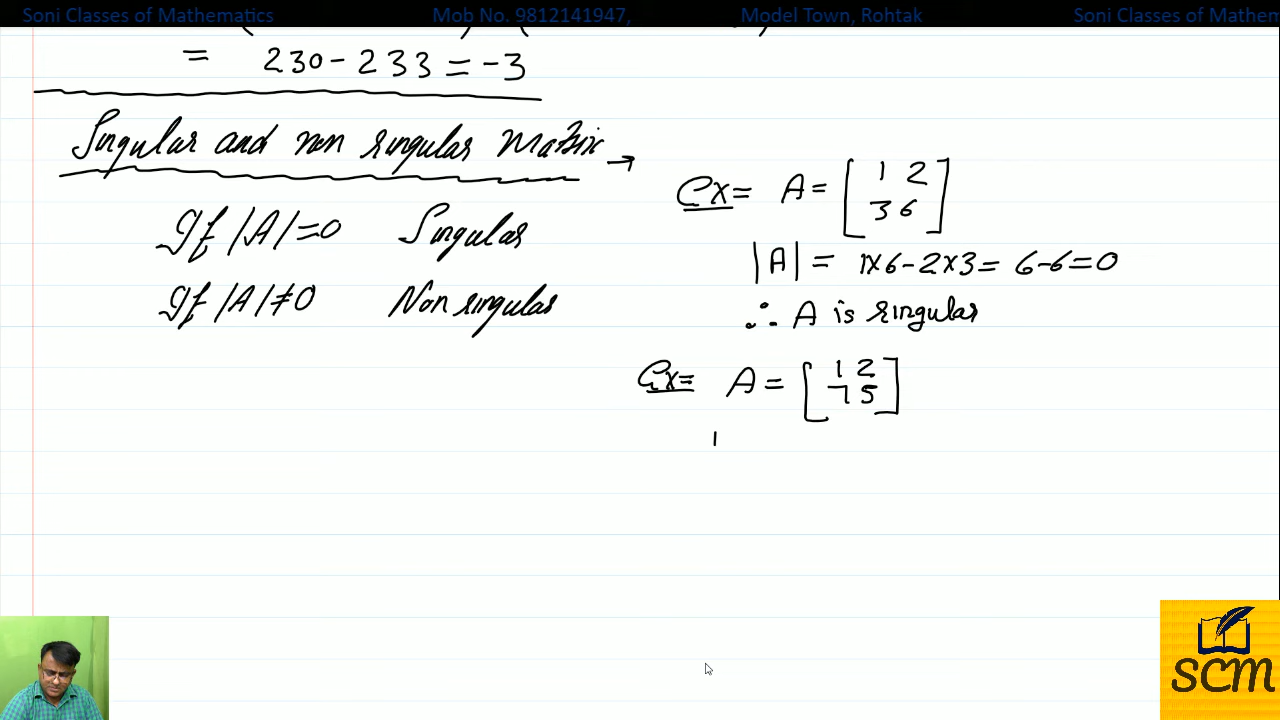 Soni Classes of Mathematics Mob No. 9812141947, Model Town, Rohtak Soni Classes of Mathem
= 230 - 233 = -3
Singular and non singular Matrix →
If |A| = 0 Singular
If |A| ≠ 0 Non singular
Ex= A = [1 2
3 6]
|A| = 1×6 - 2×3 = 6-6 = 0
∴ A is singular
Ex= A = [1 2
7 5]
SCM